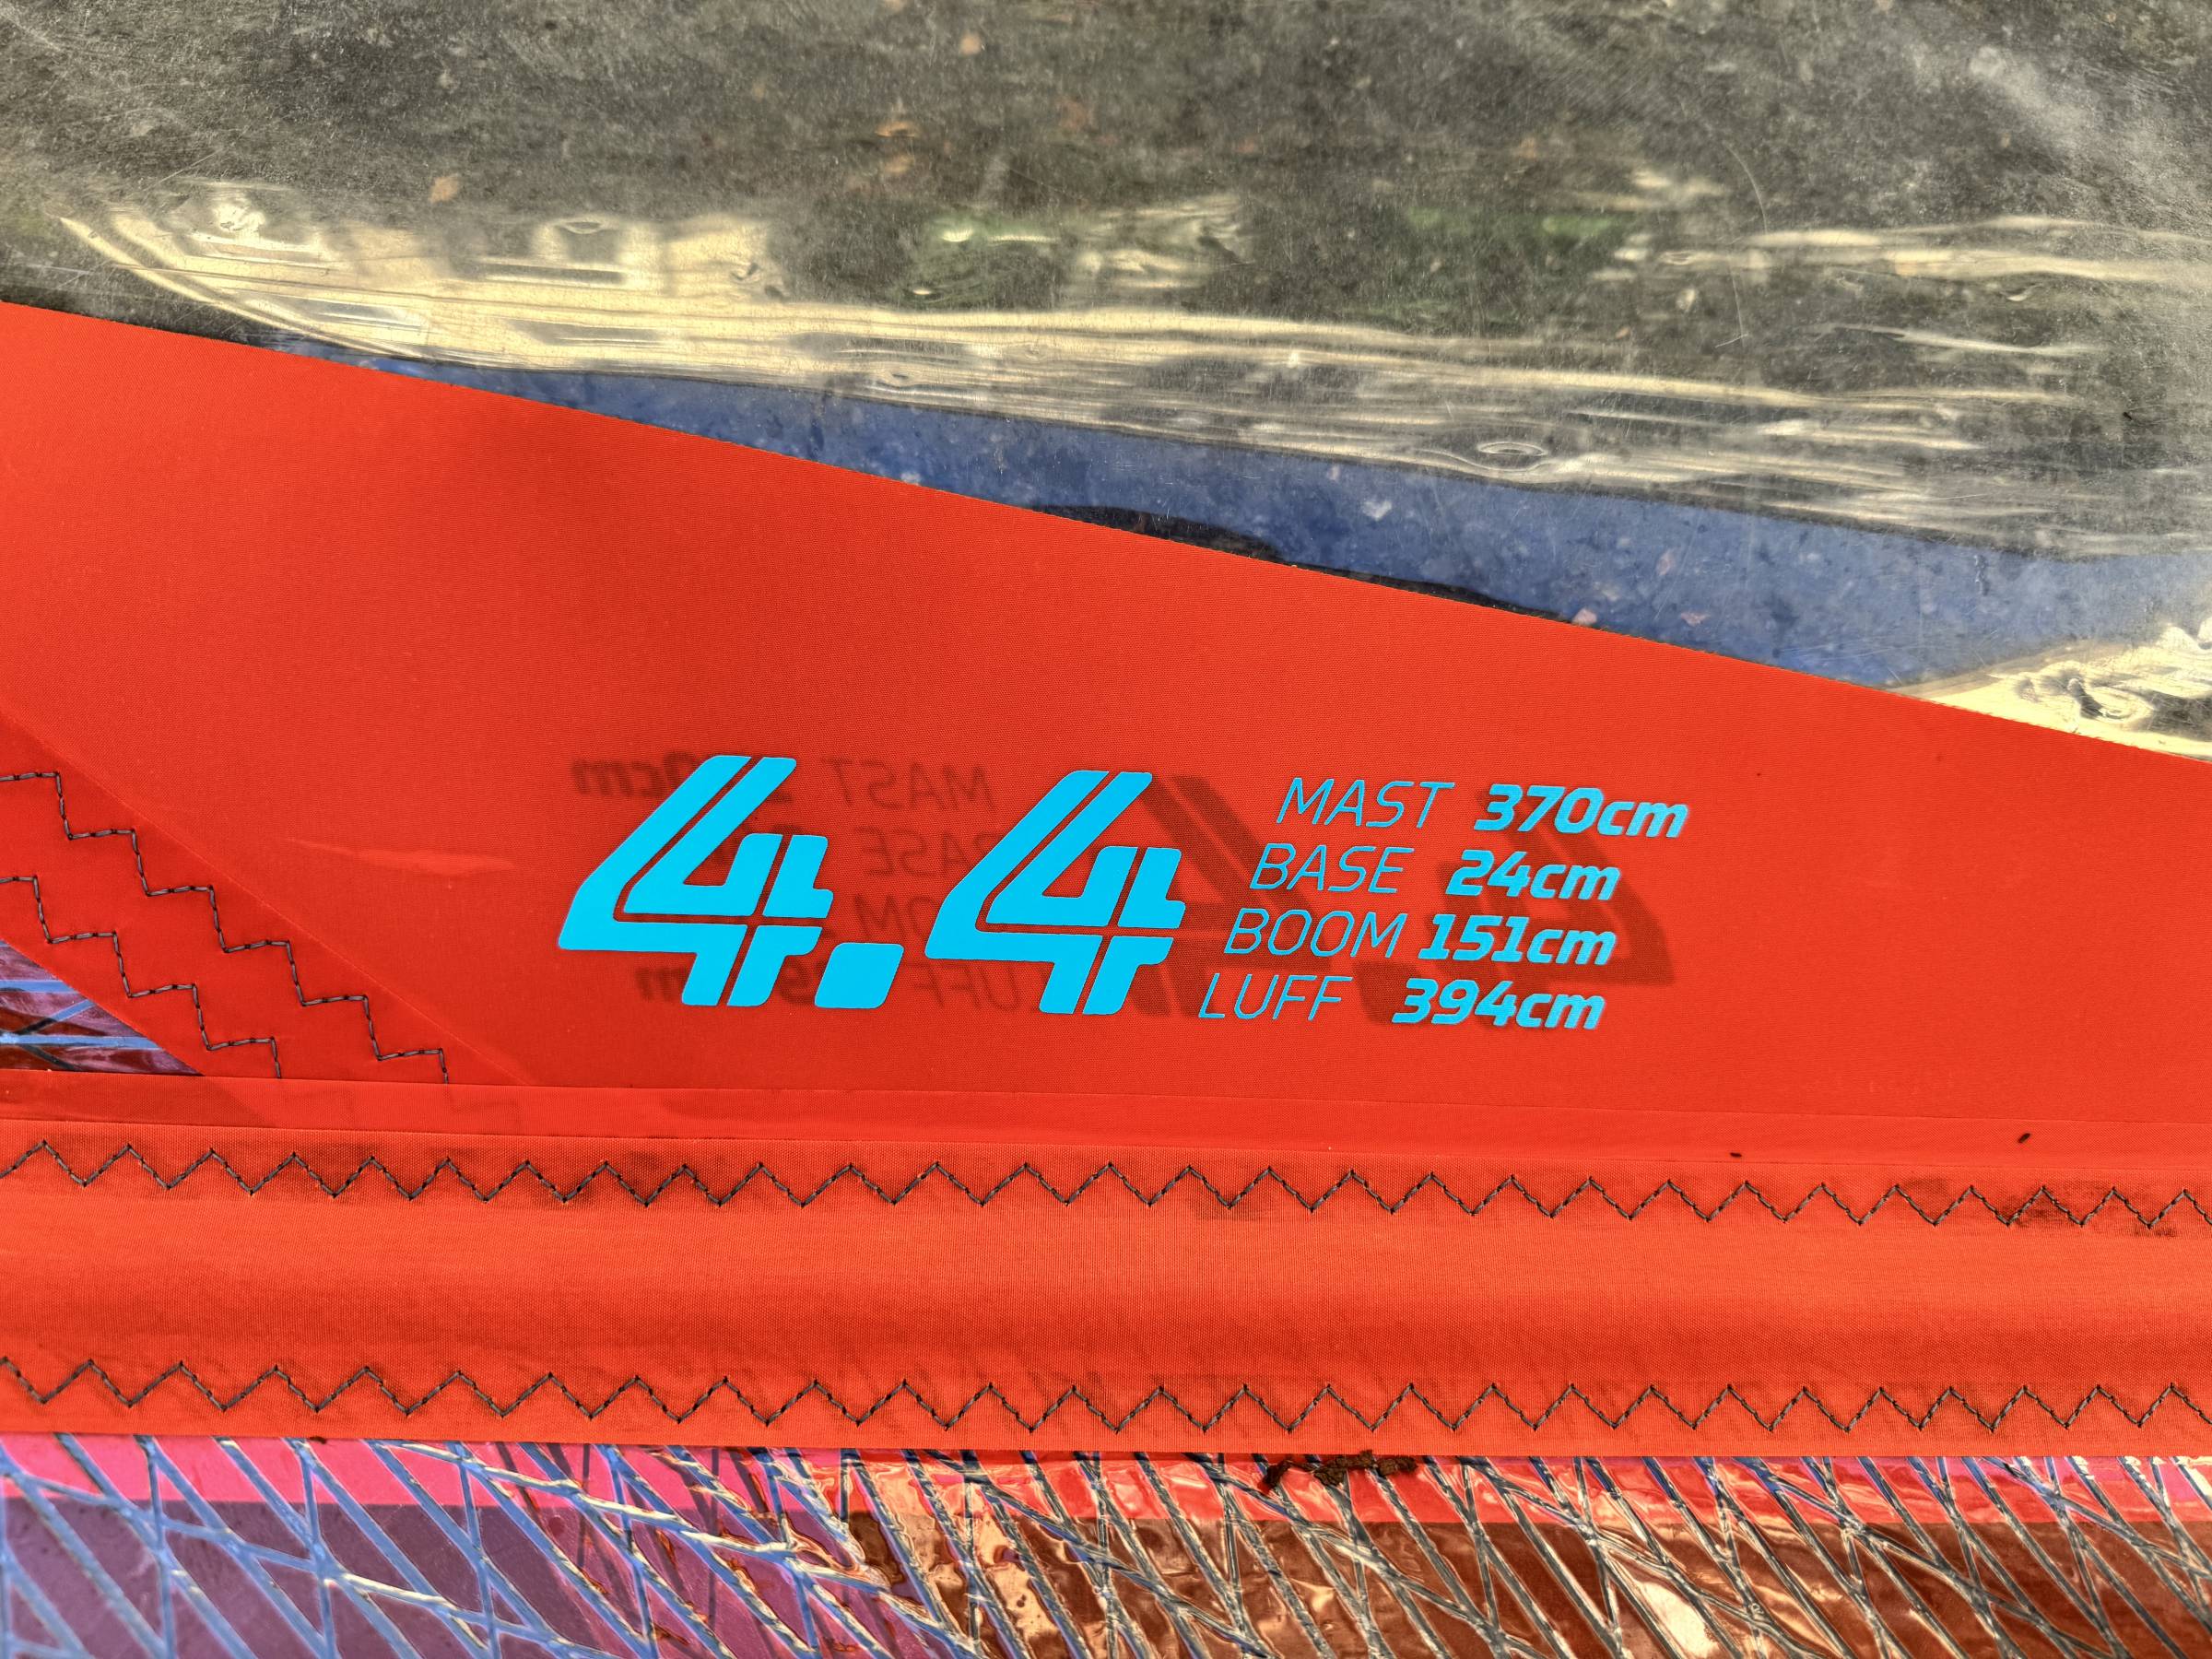 4.4
MAST 370cm
BASE 24cm
BOOM 151cm
LUFF 394cm